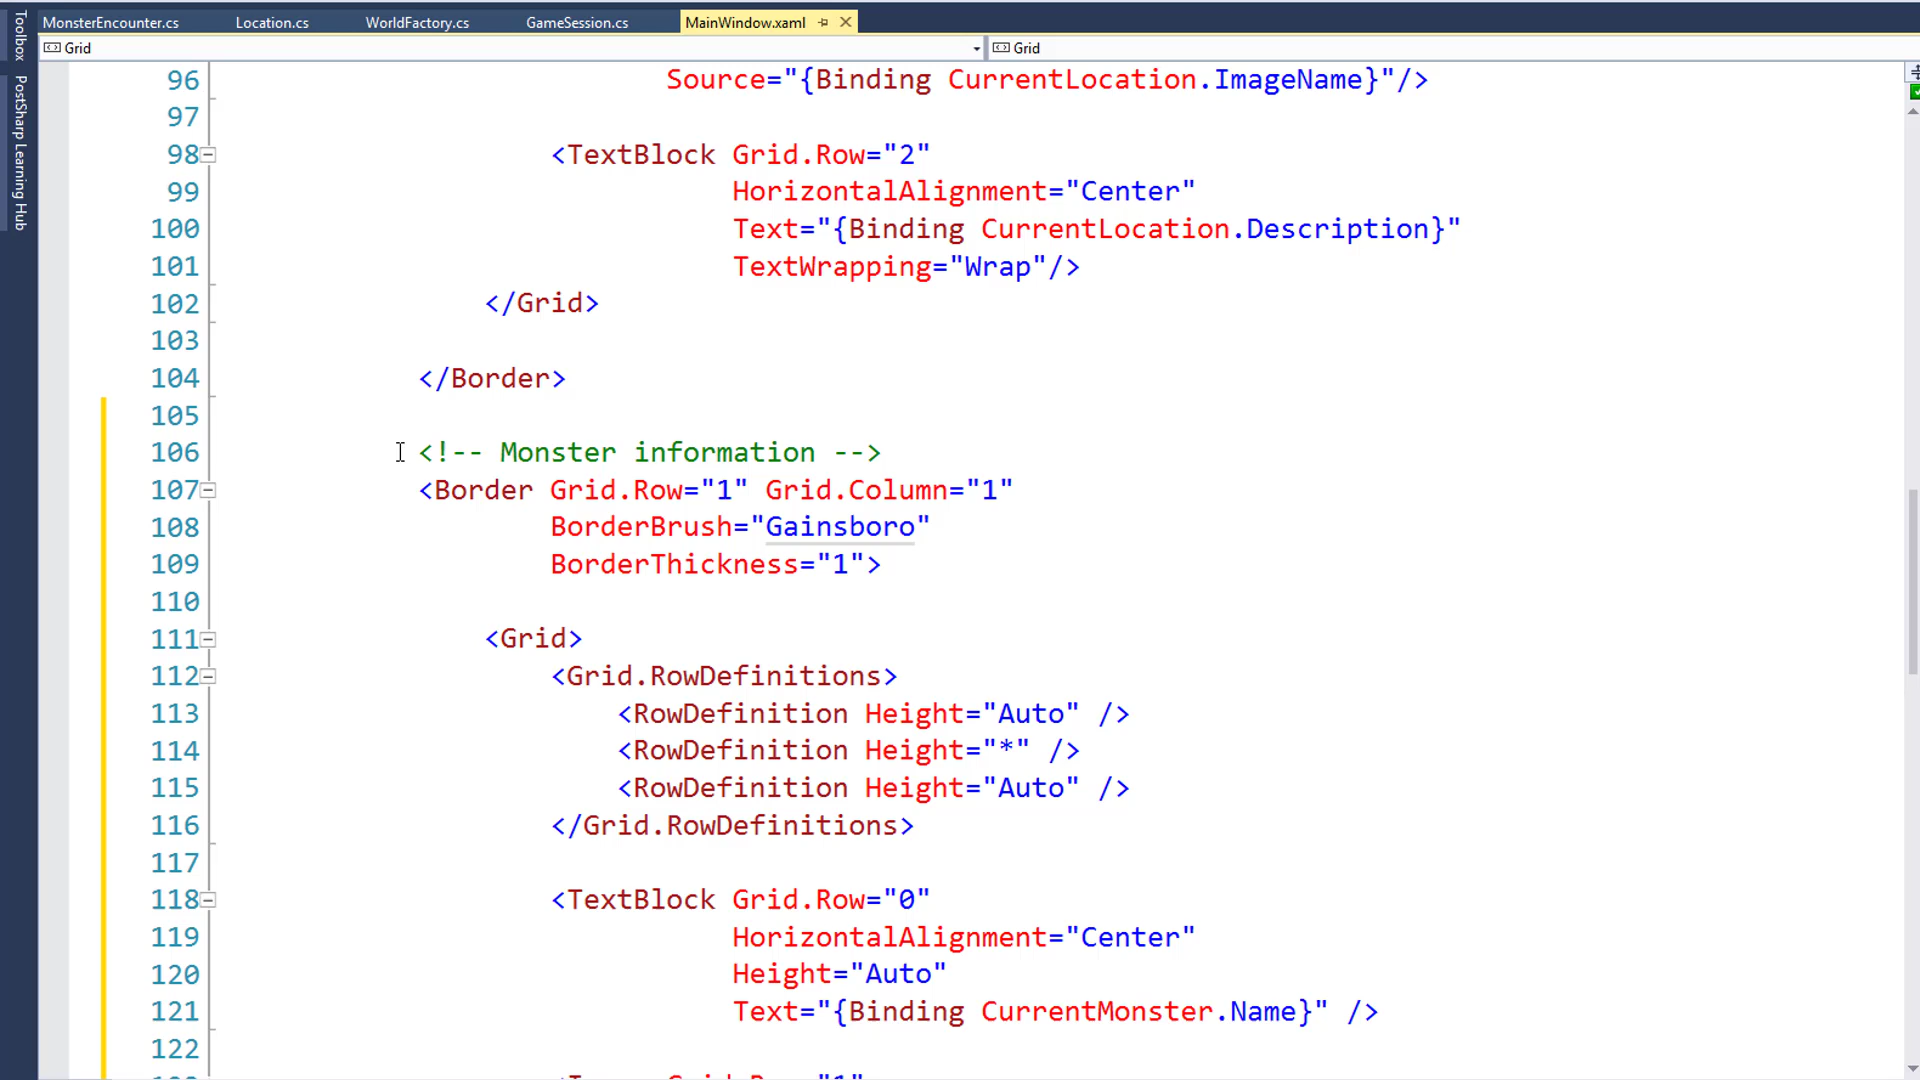 MonsterEncounter.cs Location.cs WorldFactory.cs GameSession.cs MainWindow.xaml
Toolbox
PostSharp Learning Hub
Grid Grid
96 Source="{Binding CurrentLocation.ImageName}"/>
97
98 <TextBlock Grid.Row="2"
99 HorizontalAlignment="Center"
100 Text="{Binding CurrentLocation.Description}"
101 TextWrapping="Wrap"/>
102 </Grid>
103
104 </Border>
105
106 <!-- Monster information -->
107 <Border Grid.Row="1" Grid.Column="1"
108 BorderBrush="Gainsboro"
109 BorderThickness="1">
110
111 <Grid>
112 <Grid.RowDefinitions>
113 <RowDefinition Height="Auto" />
114 <RowDefinition Height="*" />
115 <RowDefinition Height="Auto" />
116 </Grid.RowDefinitions>
117
118 <TextBlock Grid.Row="0"
119 HorizontalAlignment="Center"
120 Height="Auto"
121 Text="{Binding CurrentMonster.Name}" />
122